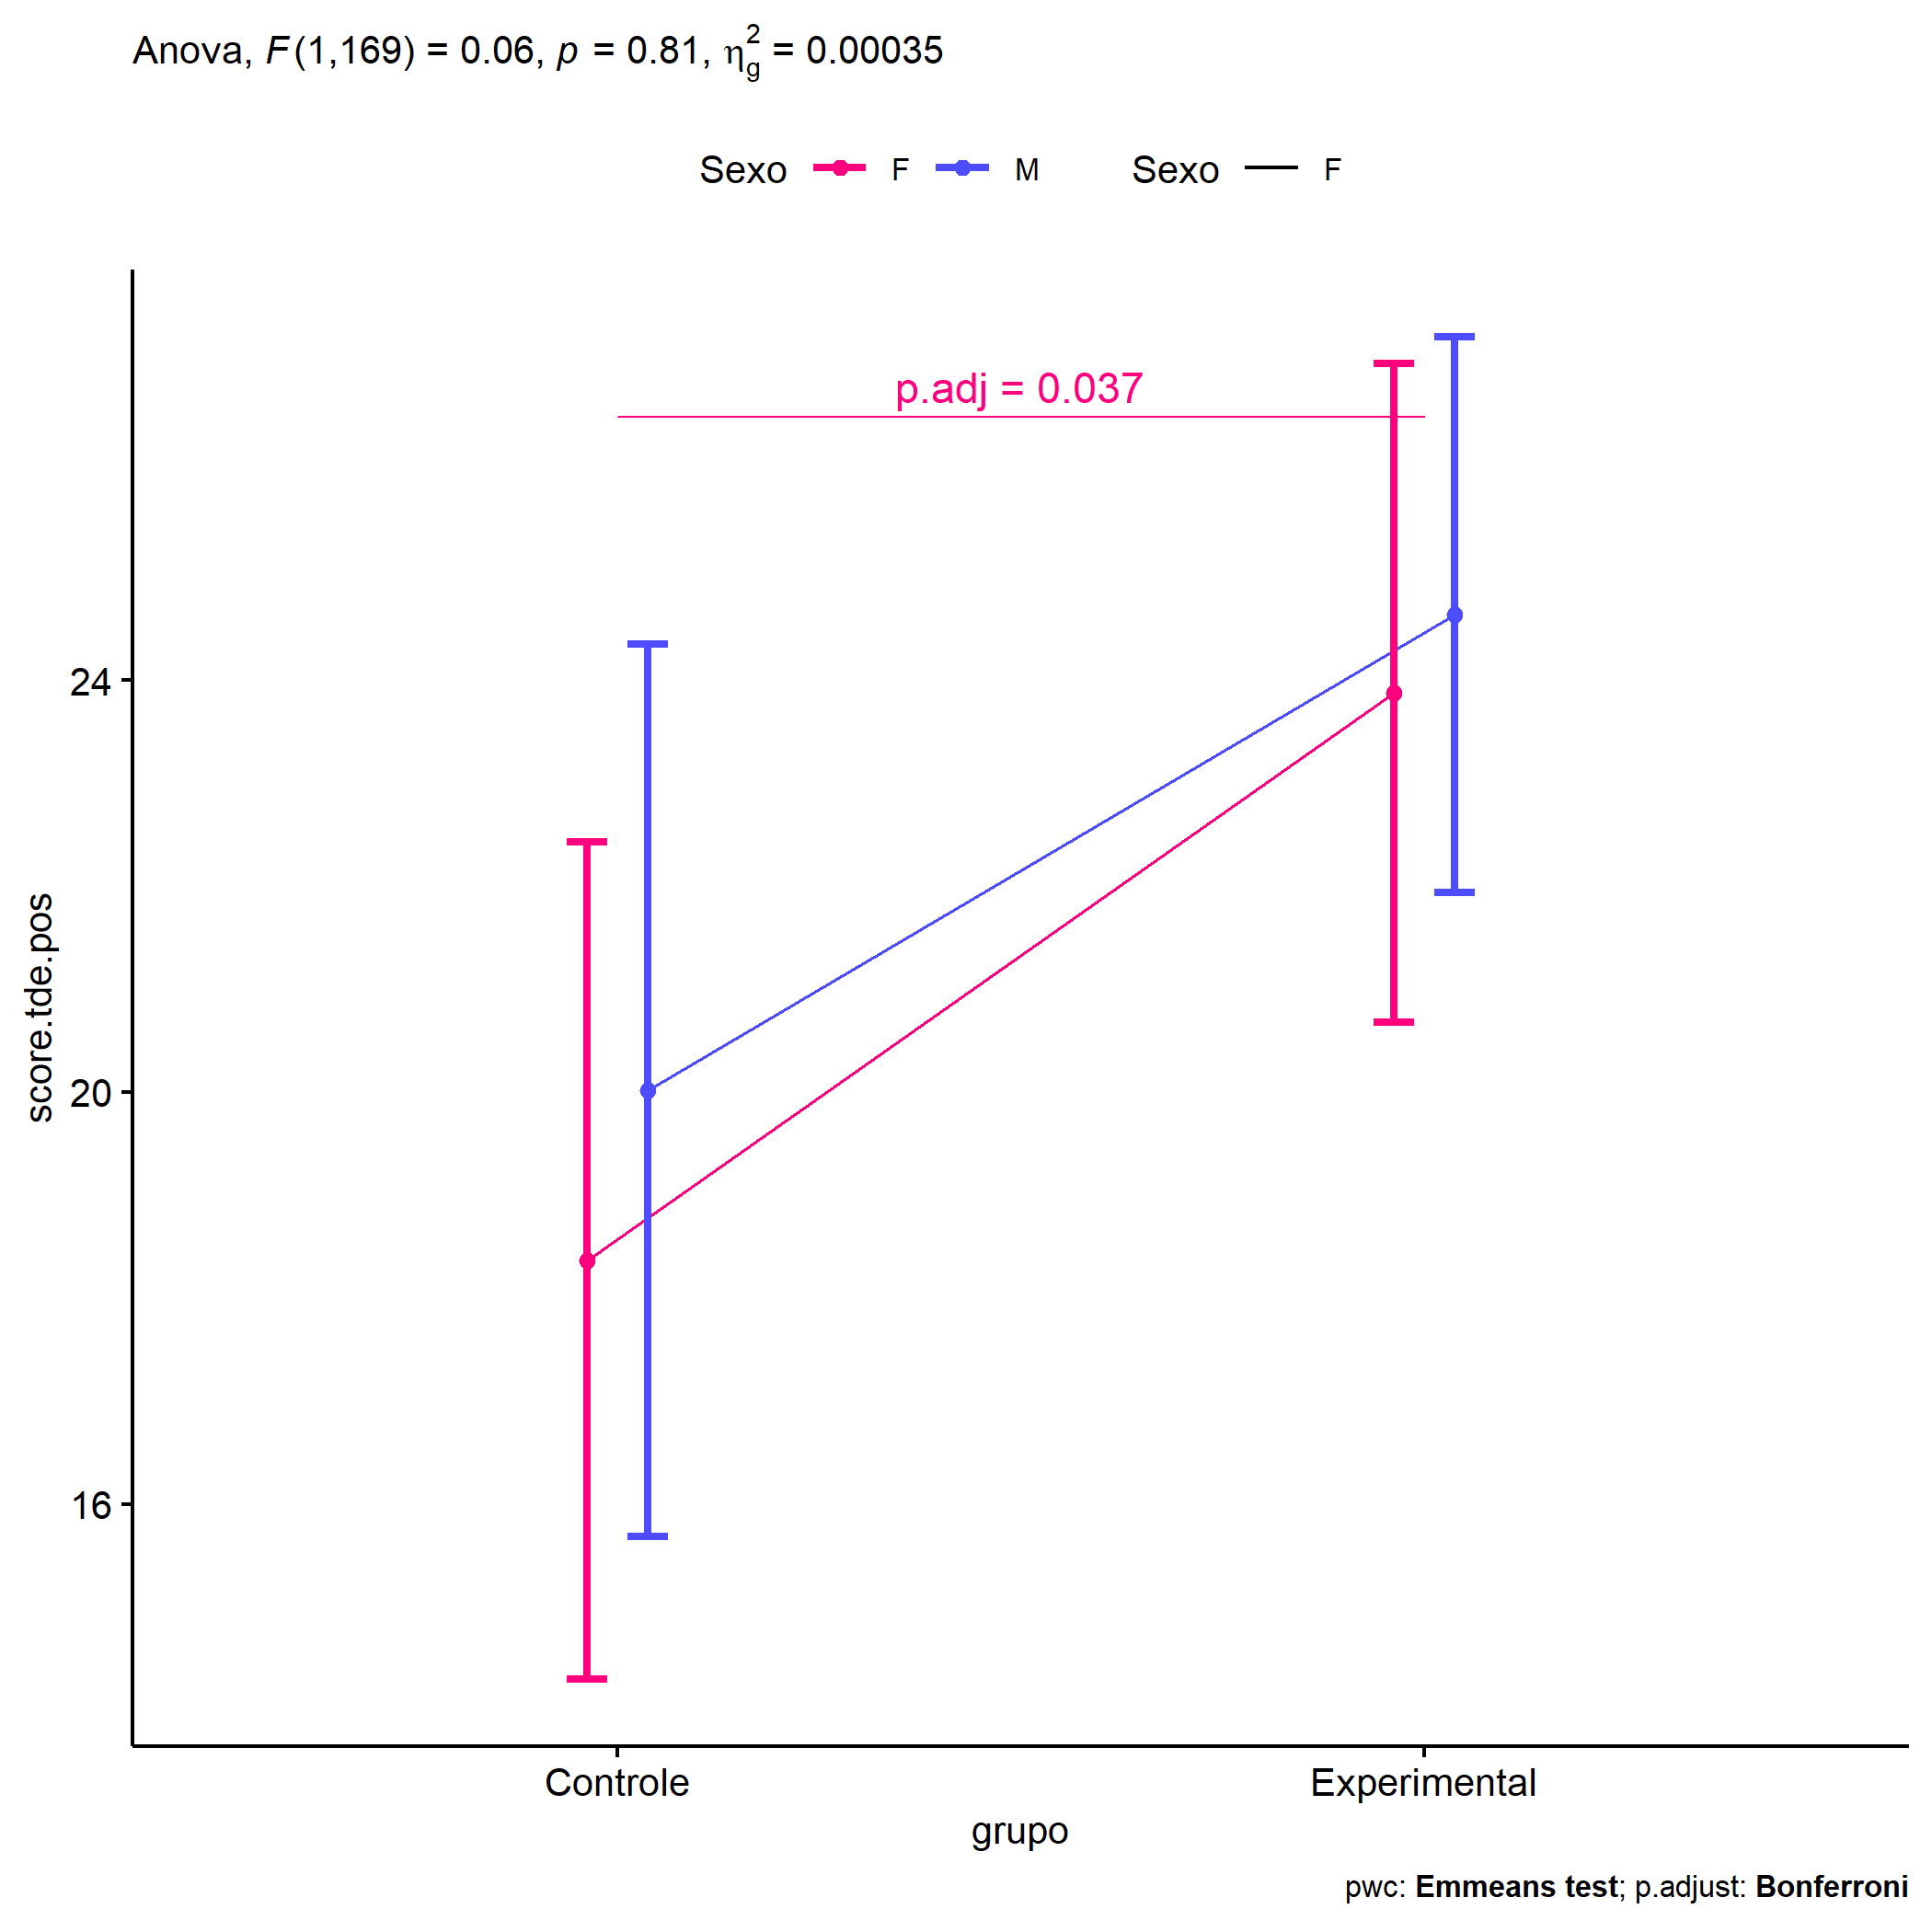 Anova, F(1,169) = 0.06, p = 0.81, η²g = 0.00035
Sexo F M Sexo F
p.adj = 0.037
24
20
16
score.tde.pos
Controle Experimental
grupo
pwc: Emmeans test; p.adjust: Bonferroni